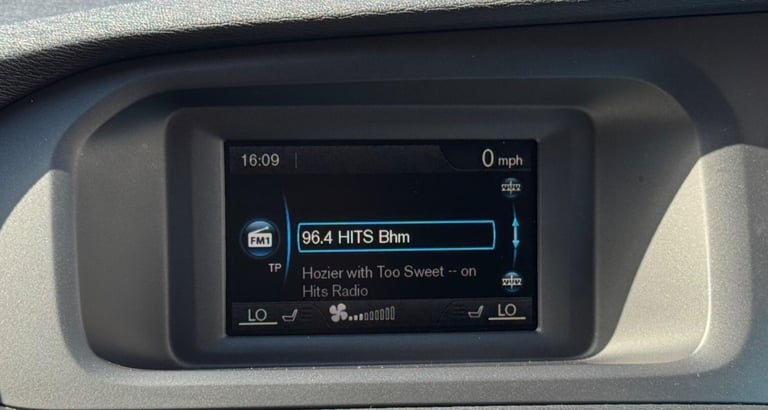 16:09
0 mph
FM1
96.4 HITS Bhm
TP
Hozier with Too Sweet -- on
Hits Radio
LO
LO